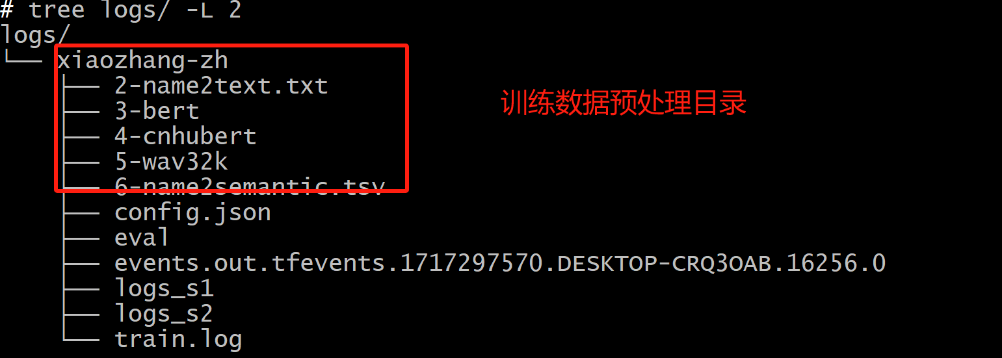 # tree logs/ -L 2
logs/
└── xiaozhang-zh
├── 2-name2text.txt
├── 3-bert
├── 4-cnhubert
├── 5-wav32k
├── 6-name2semantic.tsv
├── config.json
├── eval
├── events.out.tfevents.1717297570.DESKTOP-CRQ3OAB.16256.0
├── logs_s1
├── logs_s2
└── train.log
训练数据预处理目录